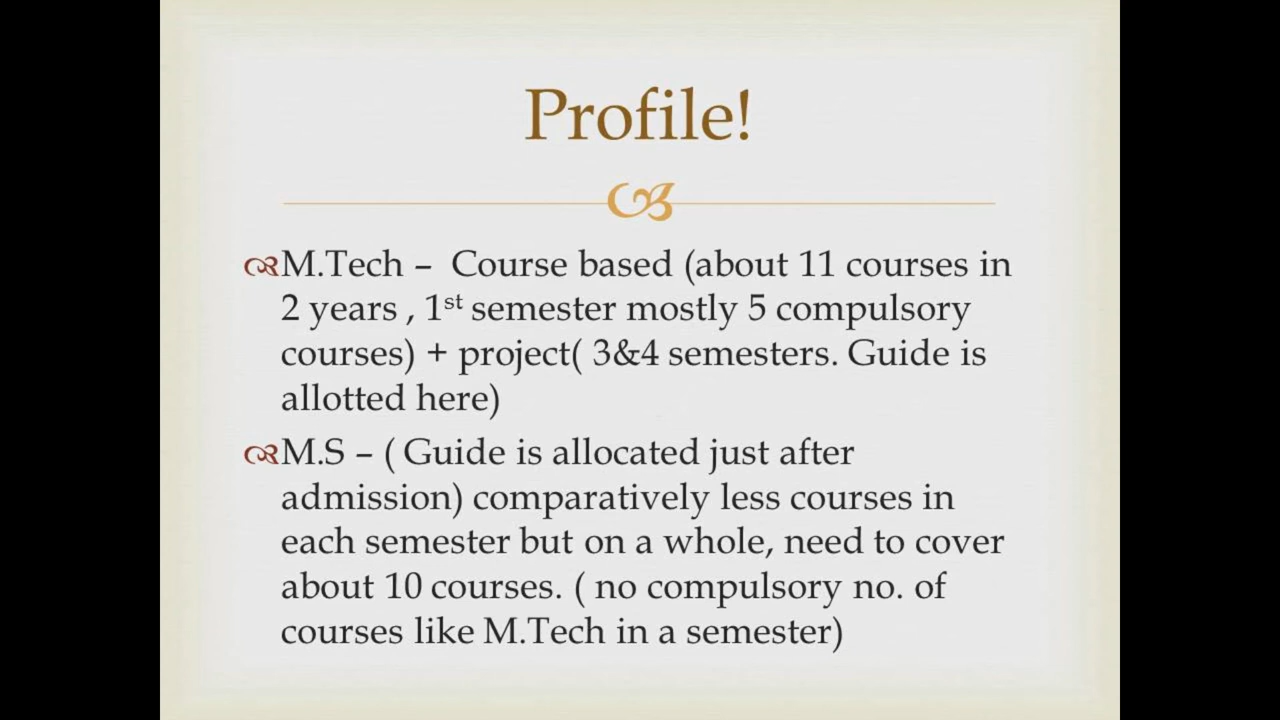 Profile!
M.Tech – Course based (about 11 courses in
2 years , 1st semester mostly 5 compulsory
courses) + project( 3&4 semesters. Guide is
allotted here)
M.S – ( Guide is allocated just after
admission) comparatively less courses in
each semester but on a whole, need to cover
about 10 courses. ( no compulsory no. of
courses like M.Tech in a semester)